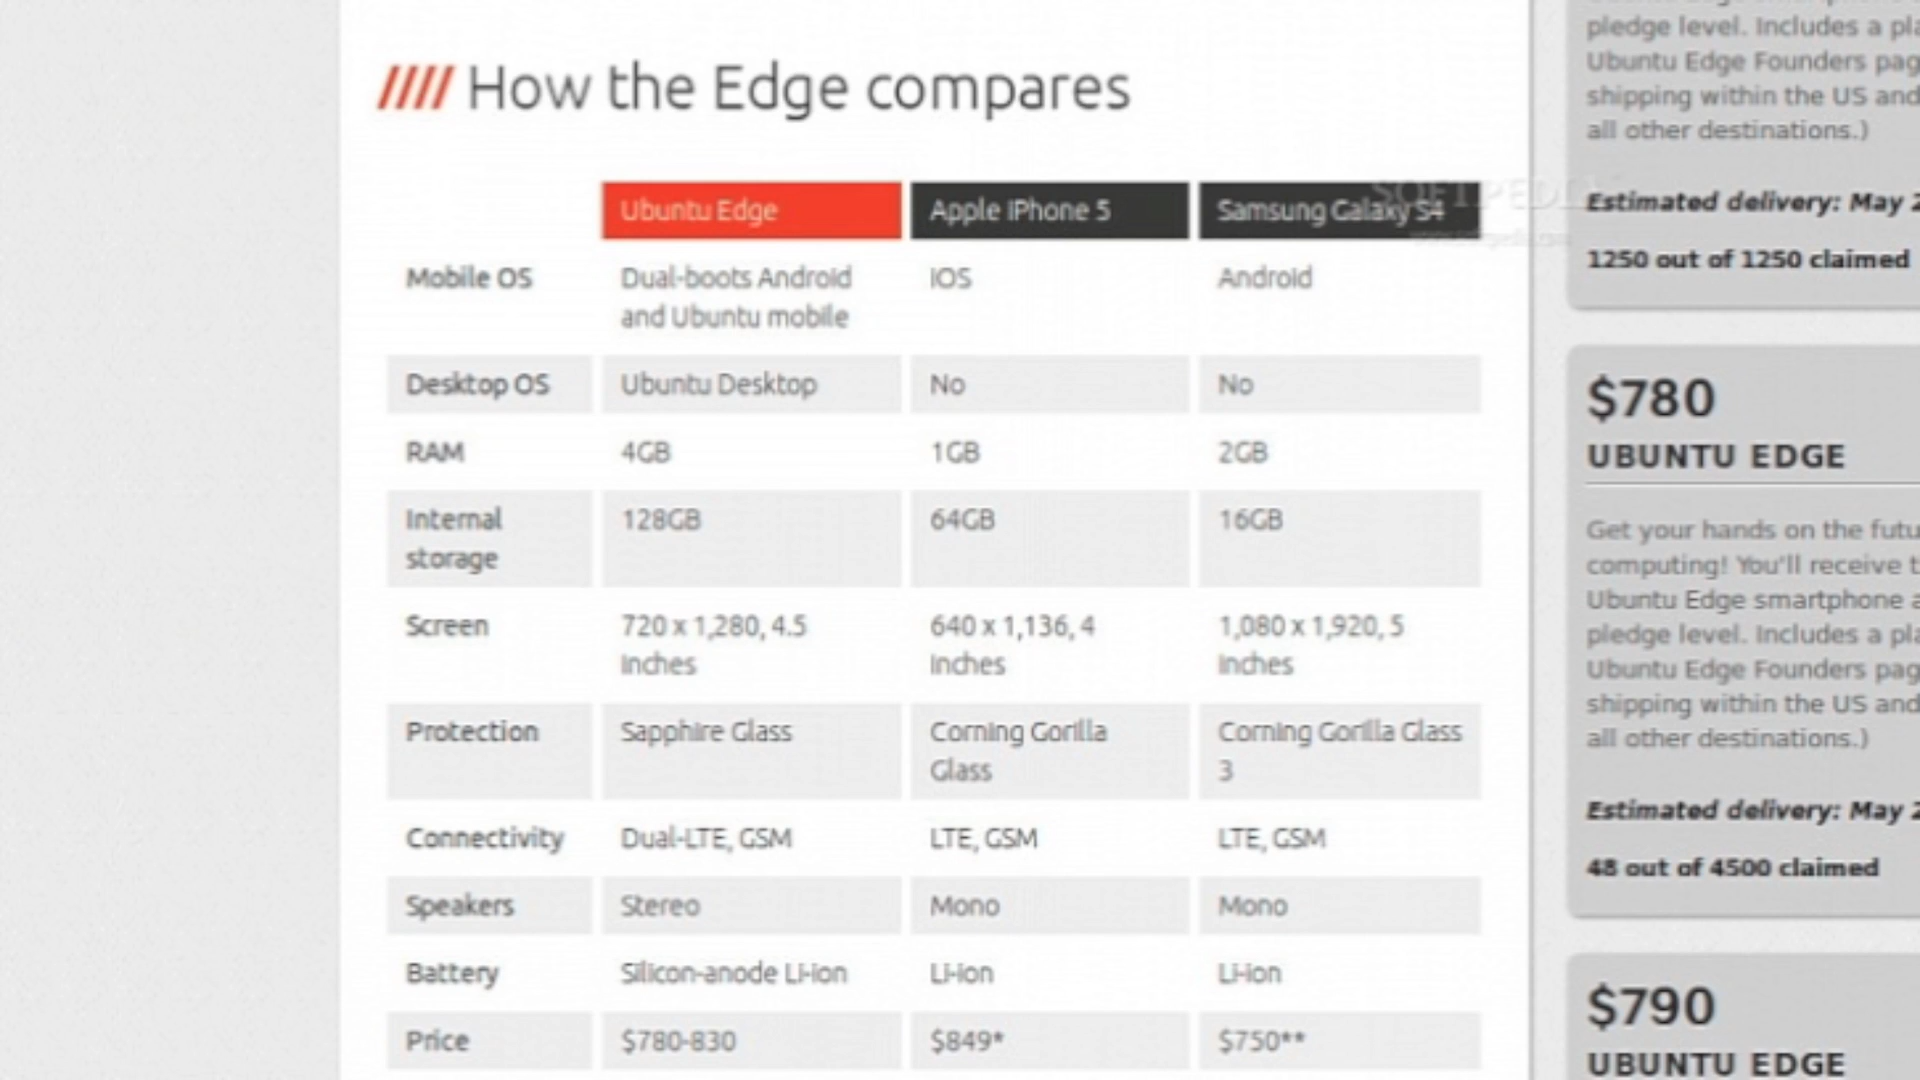 //// How the Edge compares
Ubuntu Edge Apple iPhone 5 Samsung Galaxy S4
Mobile OS Dual-boots Android iOS Android
and Ubuntu mobile
Desktop OS Ubuntu Desktop No No
RAM 4GB 1GB 2GB
Internal 128GB 64GB 16GB
storage
Screen 720 x 1,280, 4.5 640 x 1,136, 4 1,080 x 1,920, 5
inches inches inches
Protection Sapphire Glass Corning Gorilla Corning Gorilla Glass
Glass 3
Connectivity Dual-LTE, GSM LTE, GSM LTE, GSM
Speakers Stereo Mono Mono
Battery Silicon-anode Li-ion Li-ion Li-ion
Price $780-830 $849* $750**
SOFTPEDIA
pledge level. Includes a pla
Ubuntu Edge Founders pag
shipping within the US and
all other destinations.)
Estimated delivery: May 2
1250 out of 1250 claimed
$780
UBUNTU EDGE
Get your hands on the futu
computing! You'll receive t
Ubuntu Edge smartphone a
pledge level. Includes a pla
Ubuntu Edge Founders pag
shipping within the US and
all other destinations.)
Estimated delivery: May 2
48 out of 4500 claimed
$790
UBUNTU EDGE